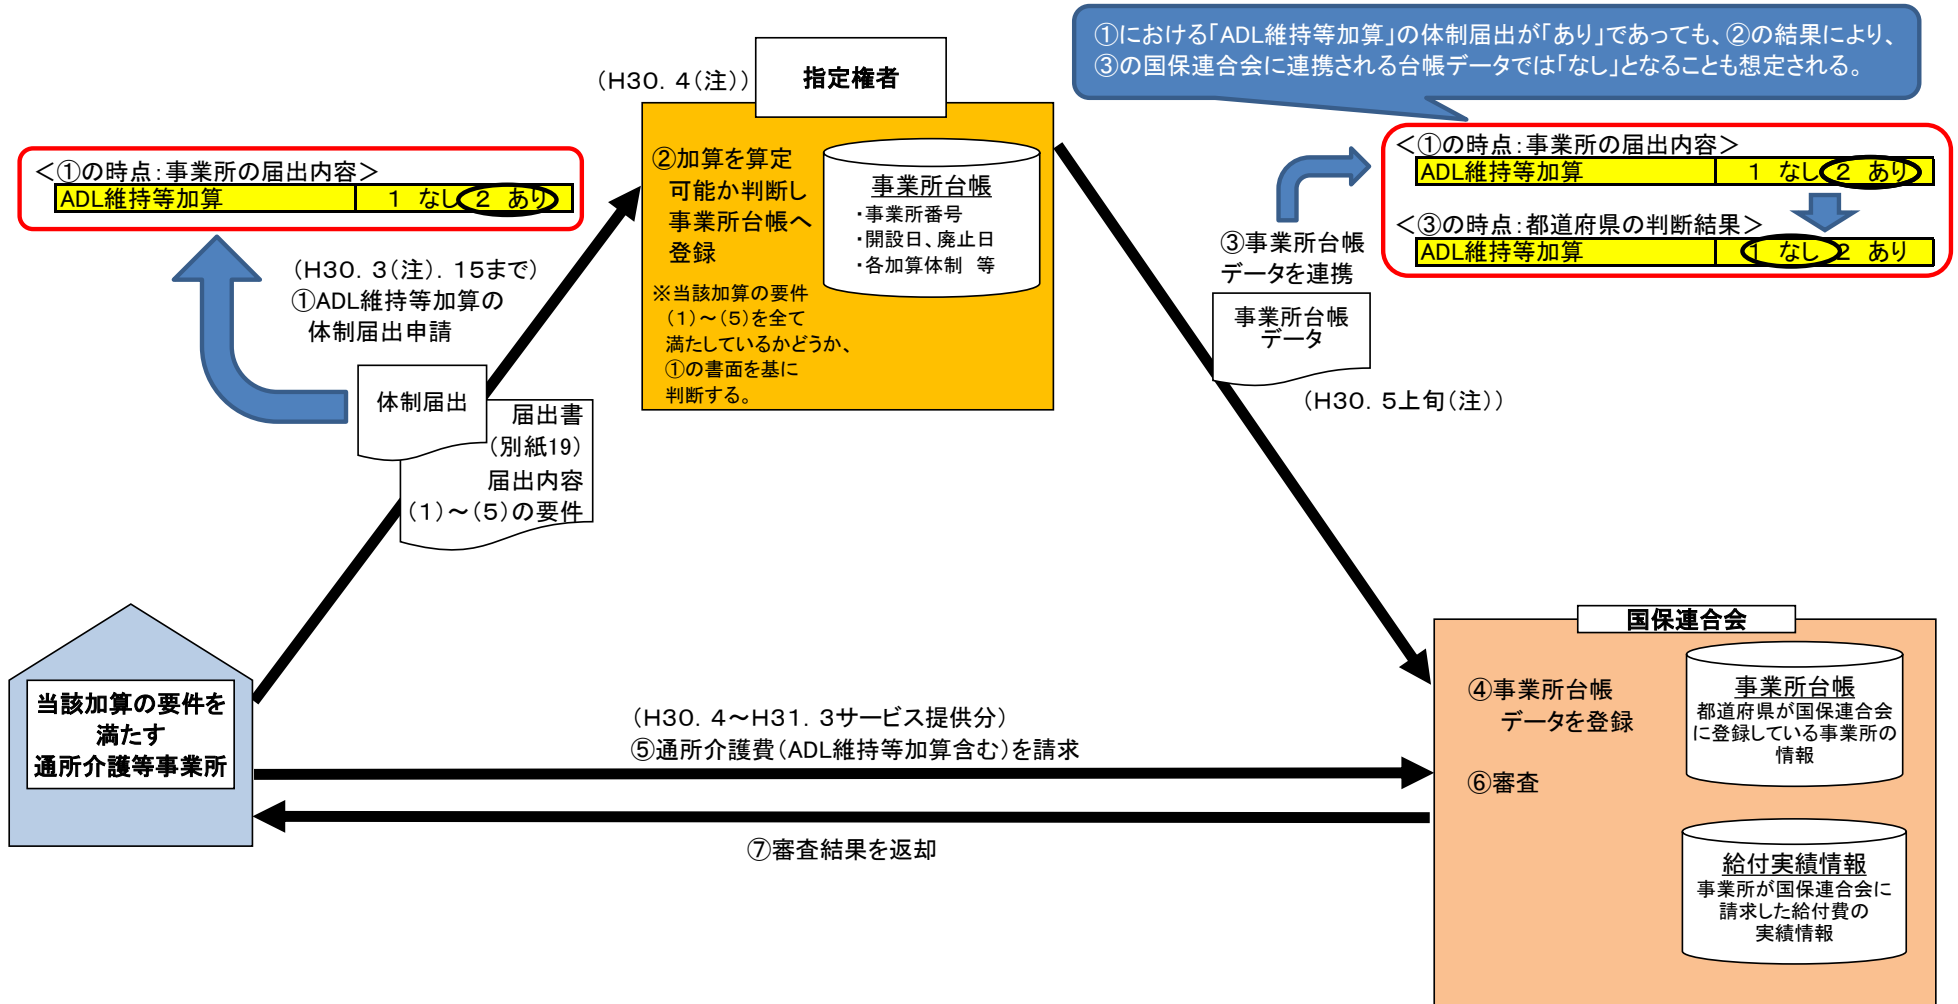 ①における「ADL維持等加算」の体制届出が「あり」であっても、②の結果により、
③の国保連合会に連携される台帳データでは「なし」となることも想定される。
(H30.4(注))
指定権者
②加算を算定
可能か判断し
事業所台帳へ
登録
※当該加算の要件
(1)~(5)を全て
満たしているかどうか、
①の書面を基に
判断する。
事業所台帳
・事業所番号
・開設日、廃止日
・各加算体制 等
<①の時点:事業所の届出内容>
ADL維持等加算 1 なし 2 あり
(H30.3(注).15まで)
①ADL維持等加算の
体制届出申請
体制届出
届出書
(別紙19)
届出内容
(1)~(5)の要件
③事業所台帳
データを連携
事業所台帳
データ
(H30.5上旬(注))
<①の時点:事業所の届出内容>
ADL維持等加算 1 なし 2 あり
<③の時点:都道府県の判断結果>
ADL維持等加算 1 なし 2 あり
当該加算の要件を
満たす
通所介護等事業所
(H30.4~H31.3サービス提供分)
⑤通所介護費(ADL維持等加算含む)を請求
⑦審査結果を返却
国保連合会
④事業所台帳
データを登録
⑥審査
事業所台帳
都道府県が国保連合会
に登録している事業所の
情報
給付実績情報
事業所が国保連合会に
請求した給付費の
実績情報